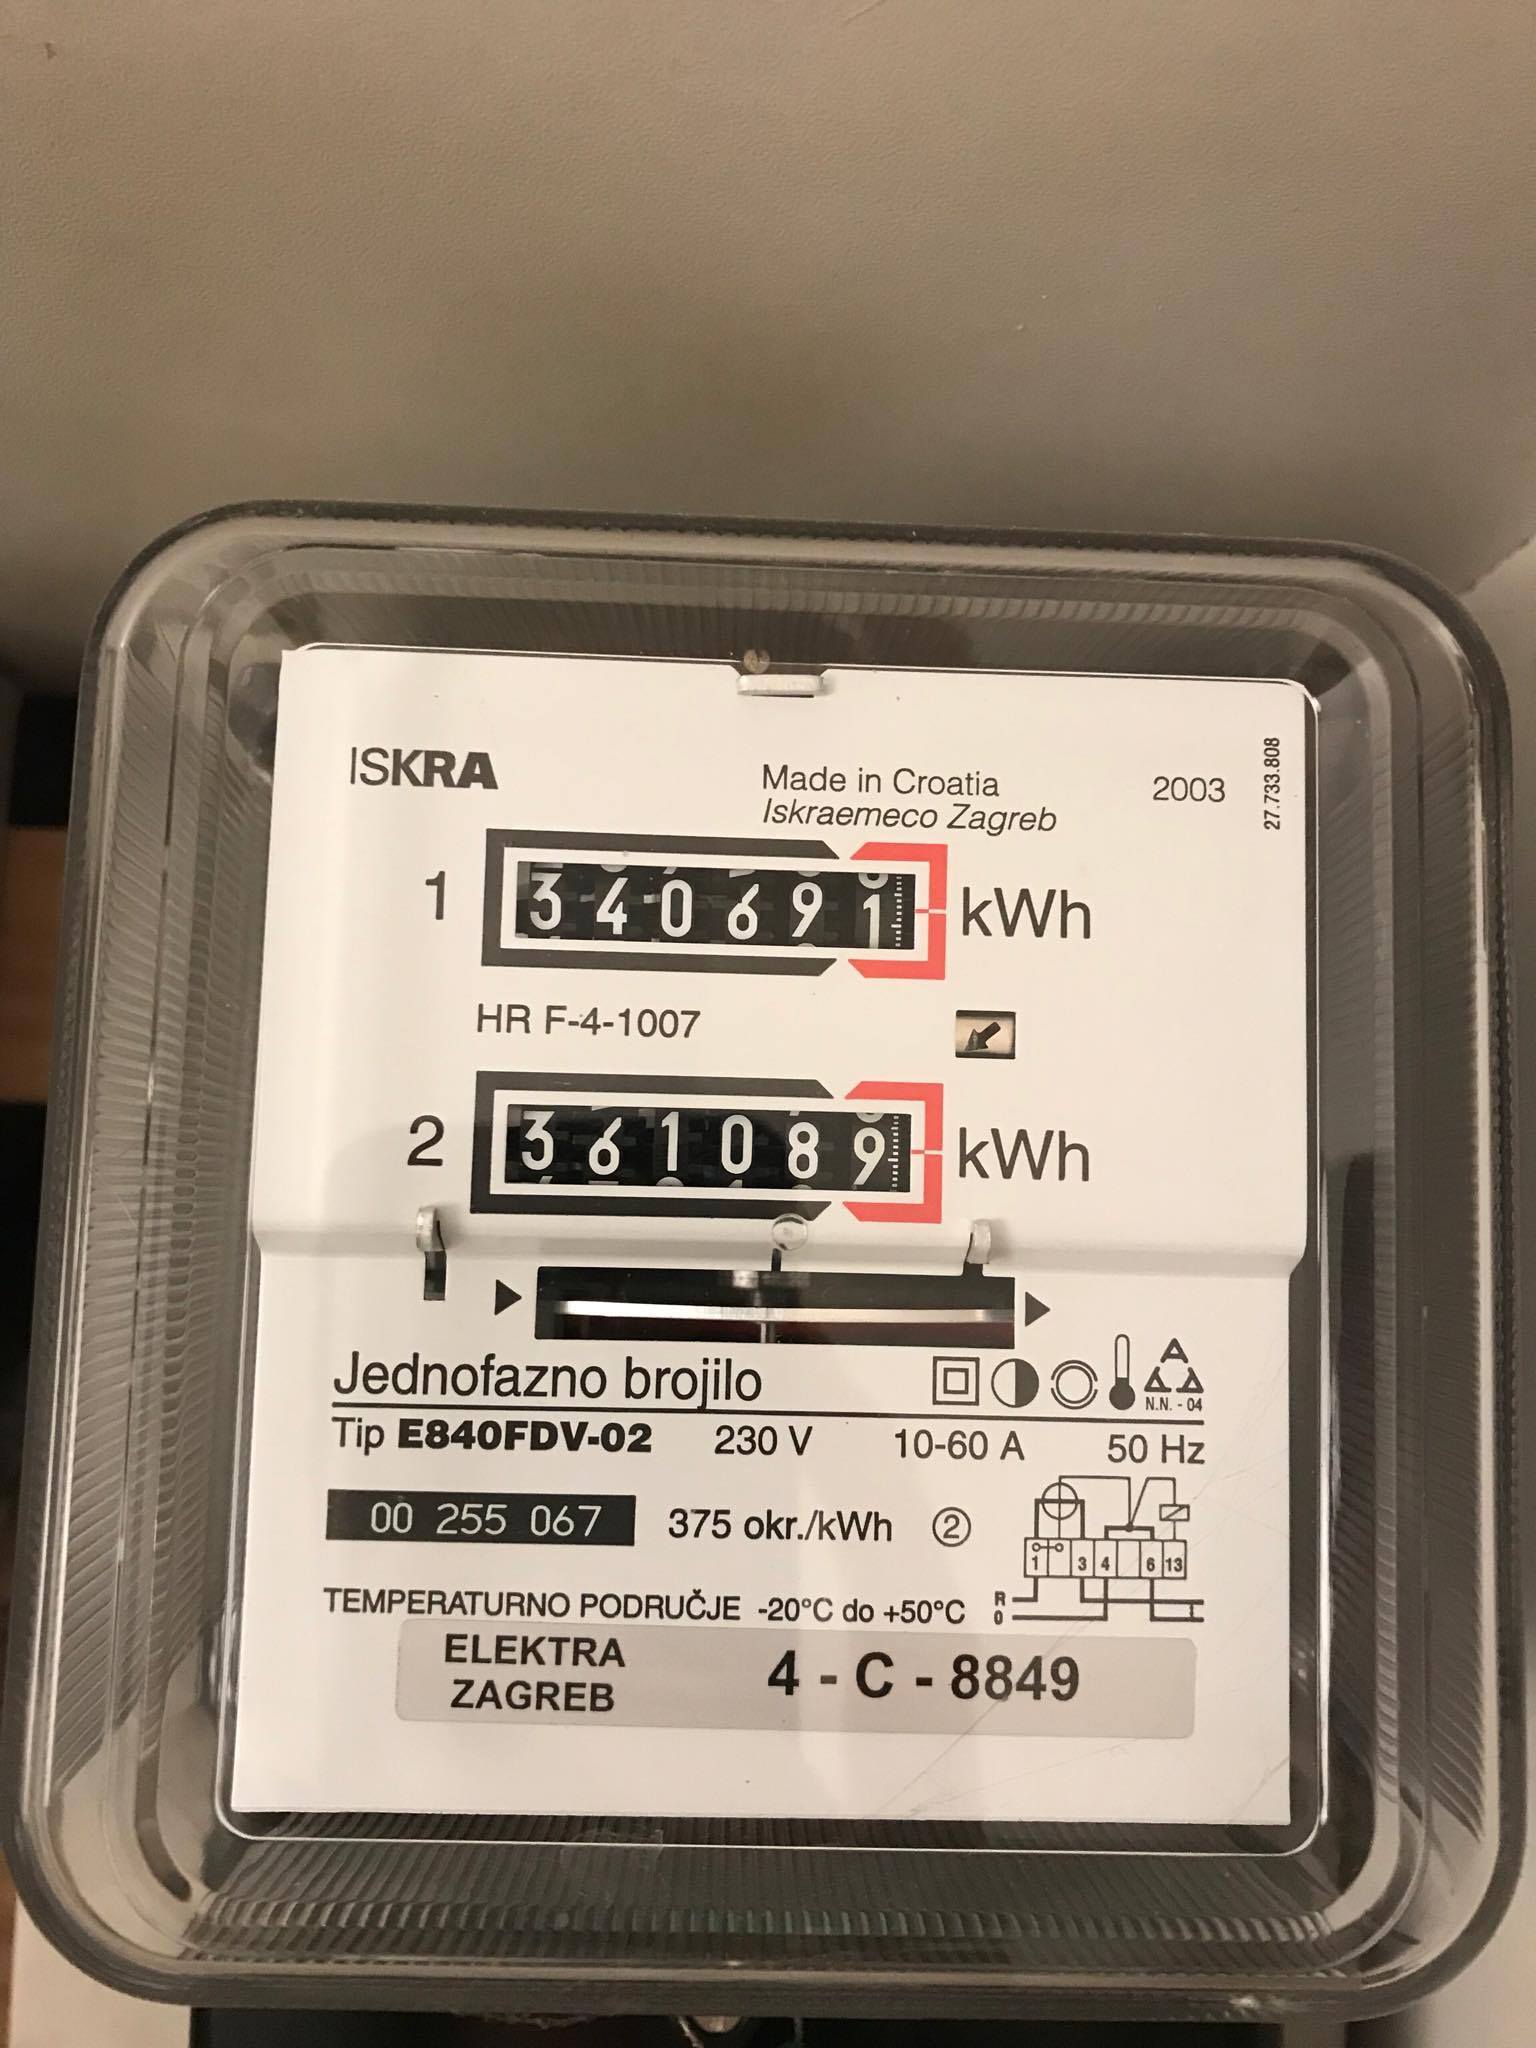 ISKRA
Made in Croatia
Iskraemeco Zagreb
2003
27.733.808
1 340691 kWh
HR F-4-1007
2 361089 kWh
Jednofazno brojilo
A
N.N. - 04
Tip E840FDV-02 230 V 10-60 A 50 Hz
00 255 067 375 okr./kWh 2
1 3 4 6 13
R
0
TEMPERATURNO PODRUČJE -20°C do +50°C
ELEKTRA
ZAGREB
4 - C - 8849